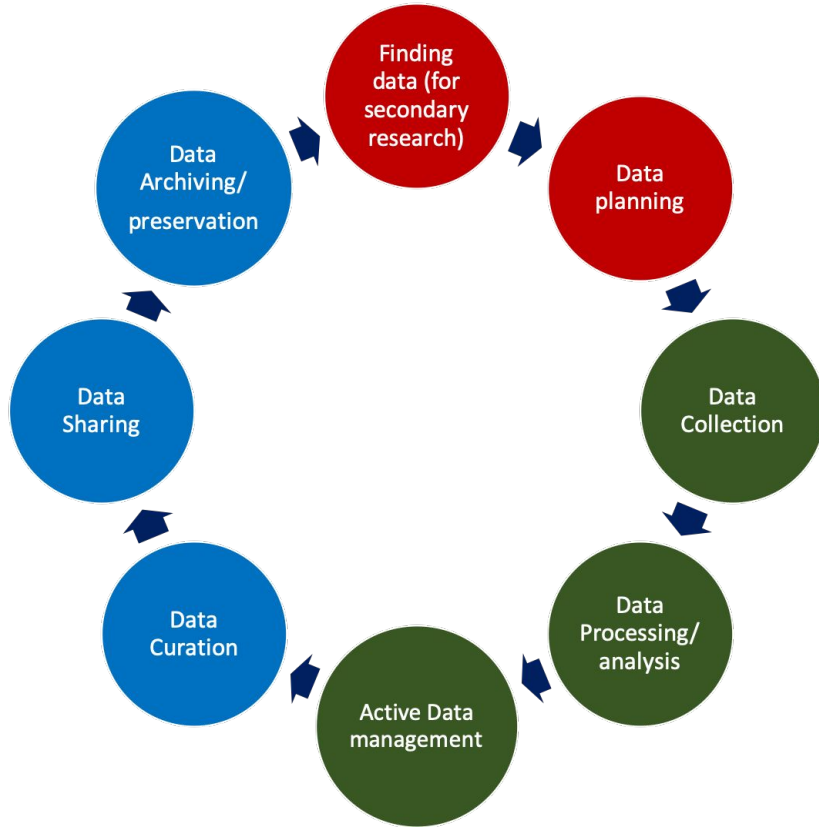 Finding
data (for
secondary
research)
Data
planning
Data
Collection
Data
Processing/
analysis
Active Data
management
Data
Curation
Data
Sharing
Data
Archiving/
preservation